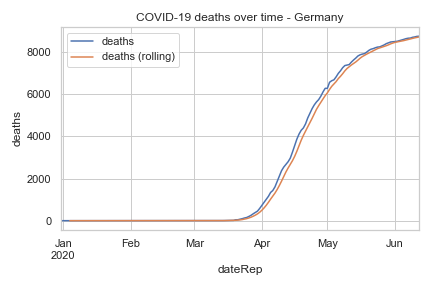 COVID-19 deaths over time - Germany
deaths
deaths (rolling)
8000
6000
4000
2000
0
deaths
Jan
2020
Feb
Mar
Apr
May
Jun
dateRep